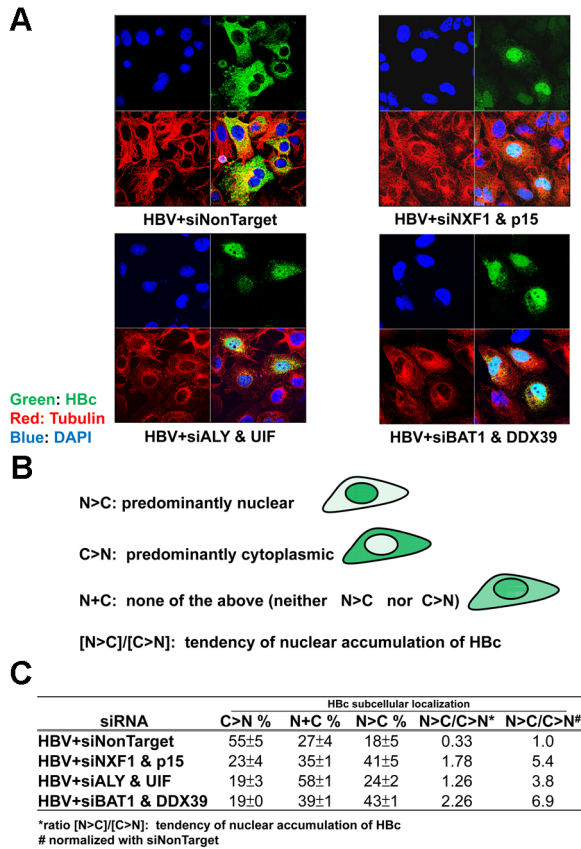 A
HBV+siNonTarget
HBV+siNXF1 & p15
HBV+siALY & UIF
HBV+siBAT1 & DDX39
Green: HBc
Red: Tubulin
Blue: DAPI
B
N>C: predominantly nuclear
C>N: predominantly cytoplasmic
N+C: none of the above (neither N>C nor C>N)
[N>C]/[C>N]: tendency of nuclear accumulation of HBc
C
HBc subcellular localization
siRNA C>N % N+C % N>C % N>C/C>N* N>C/C>N#
HBV+siNonTarget 55±5 27±4 18±5 0.33 1.0
HBV+siNXF1 & p15 23±4 35±1 41±5 1.78 5.4
HBV+siALY & UIF 19±3 58±1 24±2 1.26 3.8
HBV+siBAT1 & DDX39 19±0 39±1 43±1 2.26 6.9
*ratio [N>C]/[C>N]: tendency of nuclear accumulation of HBc
# normalized with siNonTarget